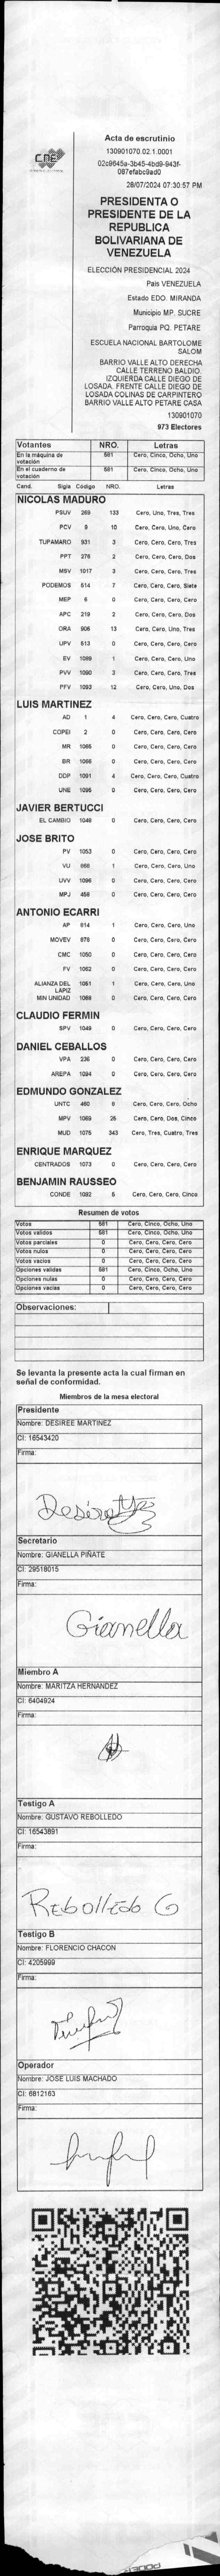 CNE
Acta de escrutinio
130901070.02.1.0001
02c9645a-3b45-4bd9-943f-
087efabc9ad0
28/07/2024 07:30:57 PM
PRESIDENTA O
PRESIDENTE DE LA
REPUBLICA
BOLIVARIANA DE
VENEZUELA
ELECCIÓN PRESIDENCIAL 2024
Pais VENEZUELA
Estado EDO. MIRANDA
Municipio MP. SUCRE
Parroquia PQ. PETARE
ESCUELA NACIONAL BARTOLOME
SALOM
BARRIO VALLE ALTO DERECHA
CALLE TERRENO BALDIO.
IZQUIERDA CALLE DIEGO DE
LOSADA. FRENTE CALLE DIEGO DE
LOSADA COLINAS DE CARPINTERO
BARRIO VALLE ALTO PETARE CASA
130901070
973 Electores
Votantes NRO. Letras
En la máquina de votación 581 Cero, Cinco, Ocho, Uno
En el cuaderno de votación 581 Cero, Cinco, Ocho, Uno
Cand. Sigla Codigo NRO. Letras
NICOLAS MADURO
PSUV 269 133 Cero, Uno, Tres, Tres
PCV 9 10 Cero, Cero, Uno, Cero
TUPAMARO 931 3 Cero, Cero, Cero, Tres
PPT 276 2 Cero, Cero, Cero, Dos
MSV 1017 3 Cero, Cero, Cero, Tres
PODEMOS 514 7 Cero, Cero, Cero, Siete
MEP 6 0 Cero, Cero, Cero, Cero
APC 219 2 Cero, Cero, Cero, Dos
ORA 906 13 Cero, Cero, Uno, Tres
UPV 513 0 Cero, Cero, Cero, Cero
EV 1089 1 Cero, Cero, Cero, Uno
PVV 1090 3 Cero, Cero, Cero, Tres
PFV 1093 12 Cero, Cero, Uno, Dos
LUIS MARTINEZ
AD 1 4 Cero, Cero, Cero, Cuatro
COPEI 2 0 Cero, Cero, Cero, Cero
MR 1065 0 Cero, Cero, Cero, Cero
BR 1066 0 Cero, Cero, Cero, Cero
DDP 1091 4 Cero, Cero, Cero, Cuatro
UNE 1095 0 Cero, Cero, Cero, Cero
JAVIER BERTUCCI
EL CAMBIO 1048 0 Cero, Cero, Cero, Cero
JOSE BRITO
PV 1053 0 Cero, Cero, Cero, Cero
VU 868 1 Cero, Cero, Cero, Uno
UVV 1096 0 Cero, Cero, Cero, Cero
MPJ 458 0 Cero, Cero, Cero, Cero
ANTONIO ECARRI
AP 614 1 Cero, Cero, Cero, Uno
MOVEV 879 0 Cero, Cero, Cero, Cero
CMC 1050 0 Cero, Cero, Cero, Cero
FV 1062 0 Cero, Cero, Cero, Cero
ALIANZA DEL LÁPIZ 1051 1 Cero, Cero, Cero, Uno
MIN UNIDAD 1068 0 Cero, Cero, Cero, Cero
CLAUDIO FERMIN
SPV 1049 0 Cero, Cero, Cero, Cero
DANIEL CEBALLOS
VPA 236 0 Cero, Cero, Cero, Cero
AREPA 1094 0 Cero, Cero, Cero, Cero
EDMUNDO GONZALEZ
UNTC 460 8 Cero, Cero, Cero, Ocho
MPV 1069 25 Cero, Cero, Dos, Cinco
MUD 1075 343 Cero, Tres, Cuatro, Tres
ENRIQUE MARQUEZ
CENTRADOS 1073 0 Cero, Cero, Cero, Cero
BENJAMIN RAUSSEO
CONDE 1092 5 Cero, Cero, Cero, Cinco
Resumen de votos
Votos 581 Cero, Cinco, Ocho, Uno
Votos validos 581 Cero, Cinco, Ocho, Uno
Votos parciales 0 Cero, Cero, Cero, Cero
Votos nulos 0 Cero, Cero, Cero, Cero
Votos vacios 0 Cero, Cero, Cero, Cero
Opciones validas 581 Cero, Cinco, Ocho, Uno
Opciones nulas 0 Cero, Cero, Cero, Cero
Opciones vacias 0 Cero, Cero, Cero, Cero
Observaciones:
Se levanta la presente acta la cual firman en
señal de conformidad.
Miembros de la mesa electoral
Presidente
Nombre: DESIREE MARTINEZ
CI: 16543420
Firma:
Secretario
Nombre: GIANELLA PIÑATE
CI: 29518015
Firma:
Gianella
Miembro A
Nombre: MARITZA HERNANDEZ
CI: 6404924
Firma:
Testigo A
Nombre: GUSTAVO REBOLLEDO
CI: 16543891
Firma:
Rebolledo G
Testigo B
Nombre: FLORENCIO CHACON
CI: 4205999
Firma:
Operador
Nombre: JOSE LUIS MACHADO
CI: 6812163
Firma: